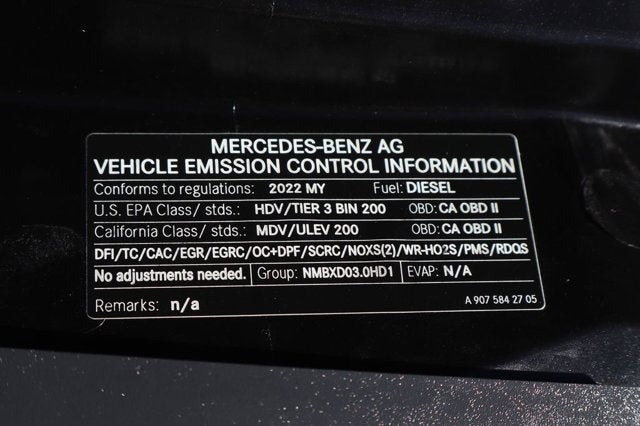 MERCEDES-BENZ AG
VEHICLE EMISSION CONTROL INFORMATION
Conforms to regulations: 2022 MY Fuel: DIESEL
U.S. EPA Class/ stds.: HDV/TIER 3 BIN 200 OBD: CA OBD II
California Class/ stds.: MDV/ULEV 200 OBD: CA OBD II
DFI/TC/CAC/EGR/EGRC/OC+DPF/SCRC/NOXS(2)/WR-HO2S/PMS/RDQS
No adjustments needed. Group: NMBXD03.0HD1 EVAP: N/A
Remarks: n/a A 907 584 27 05